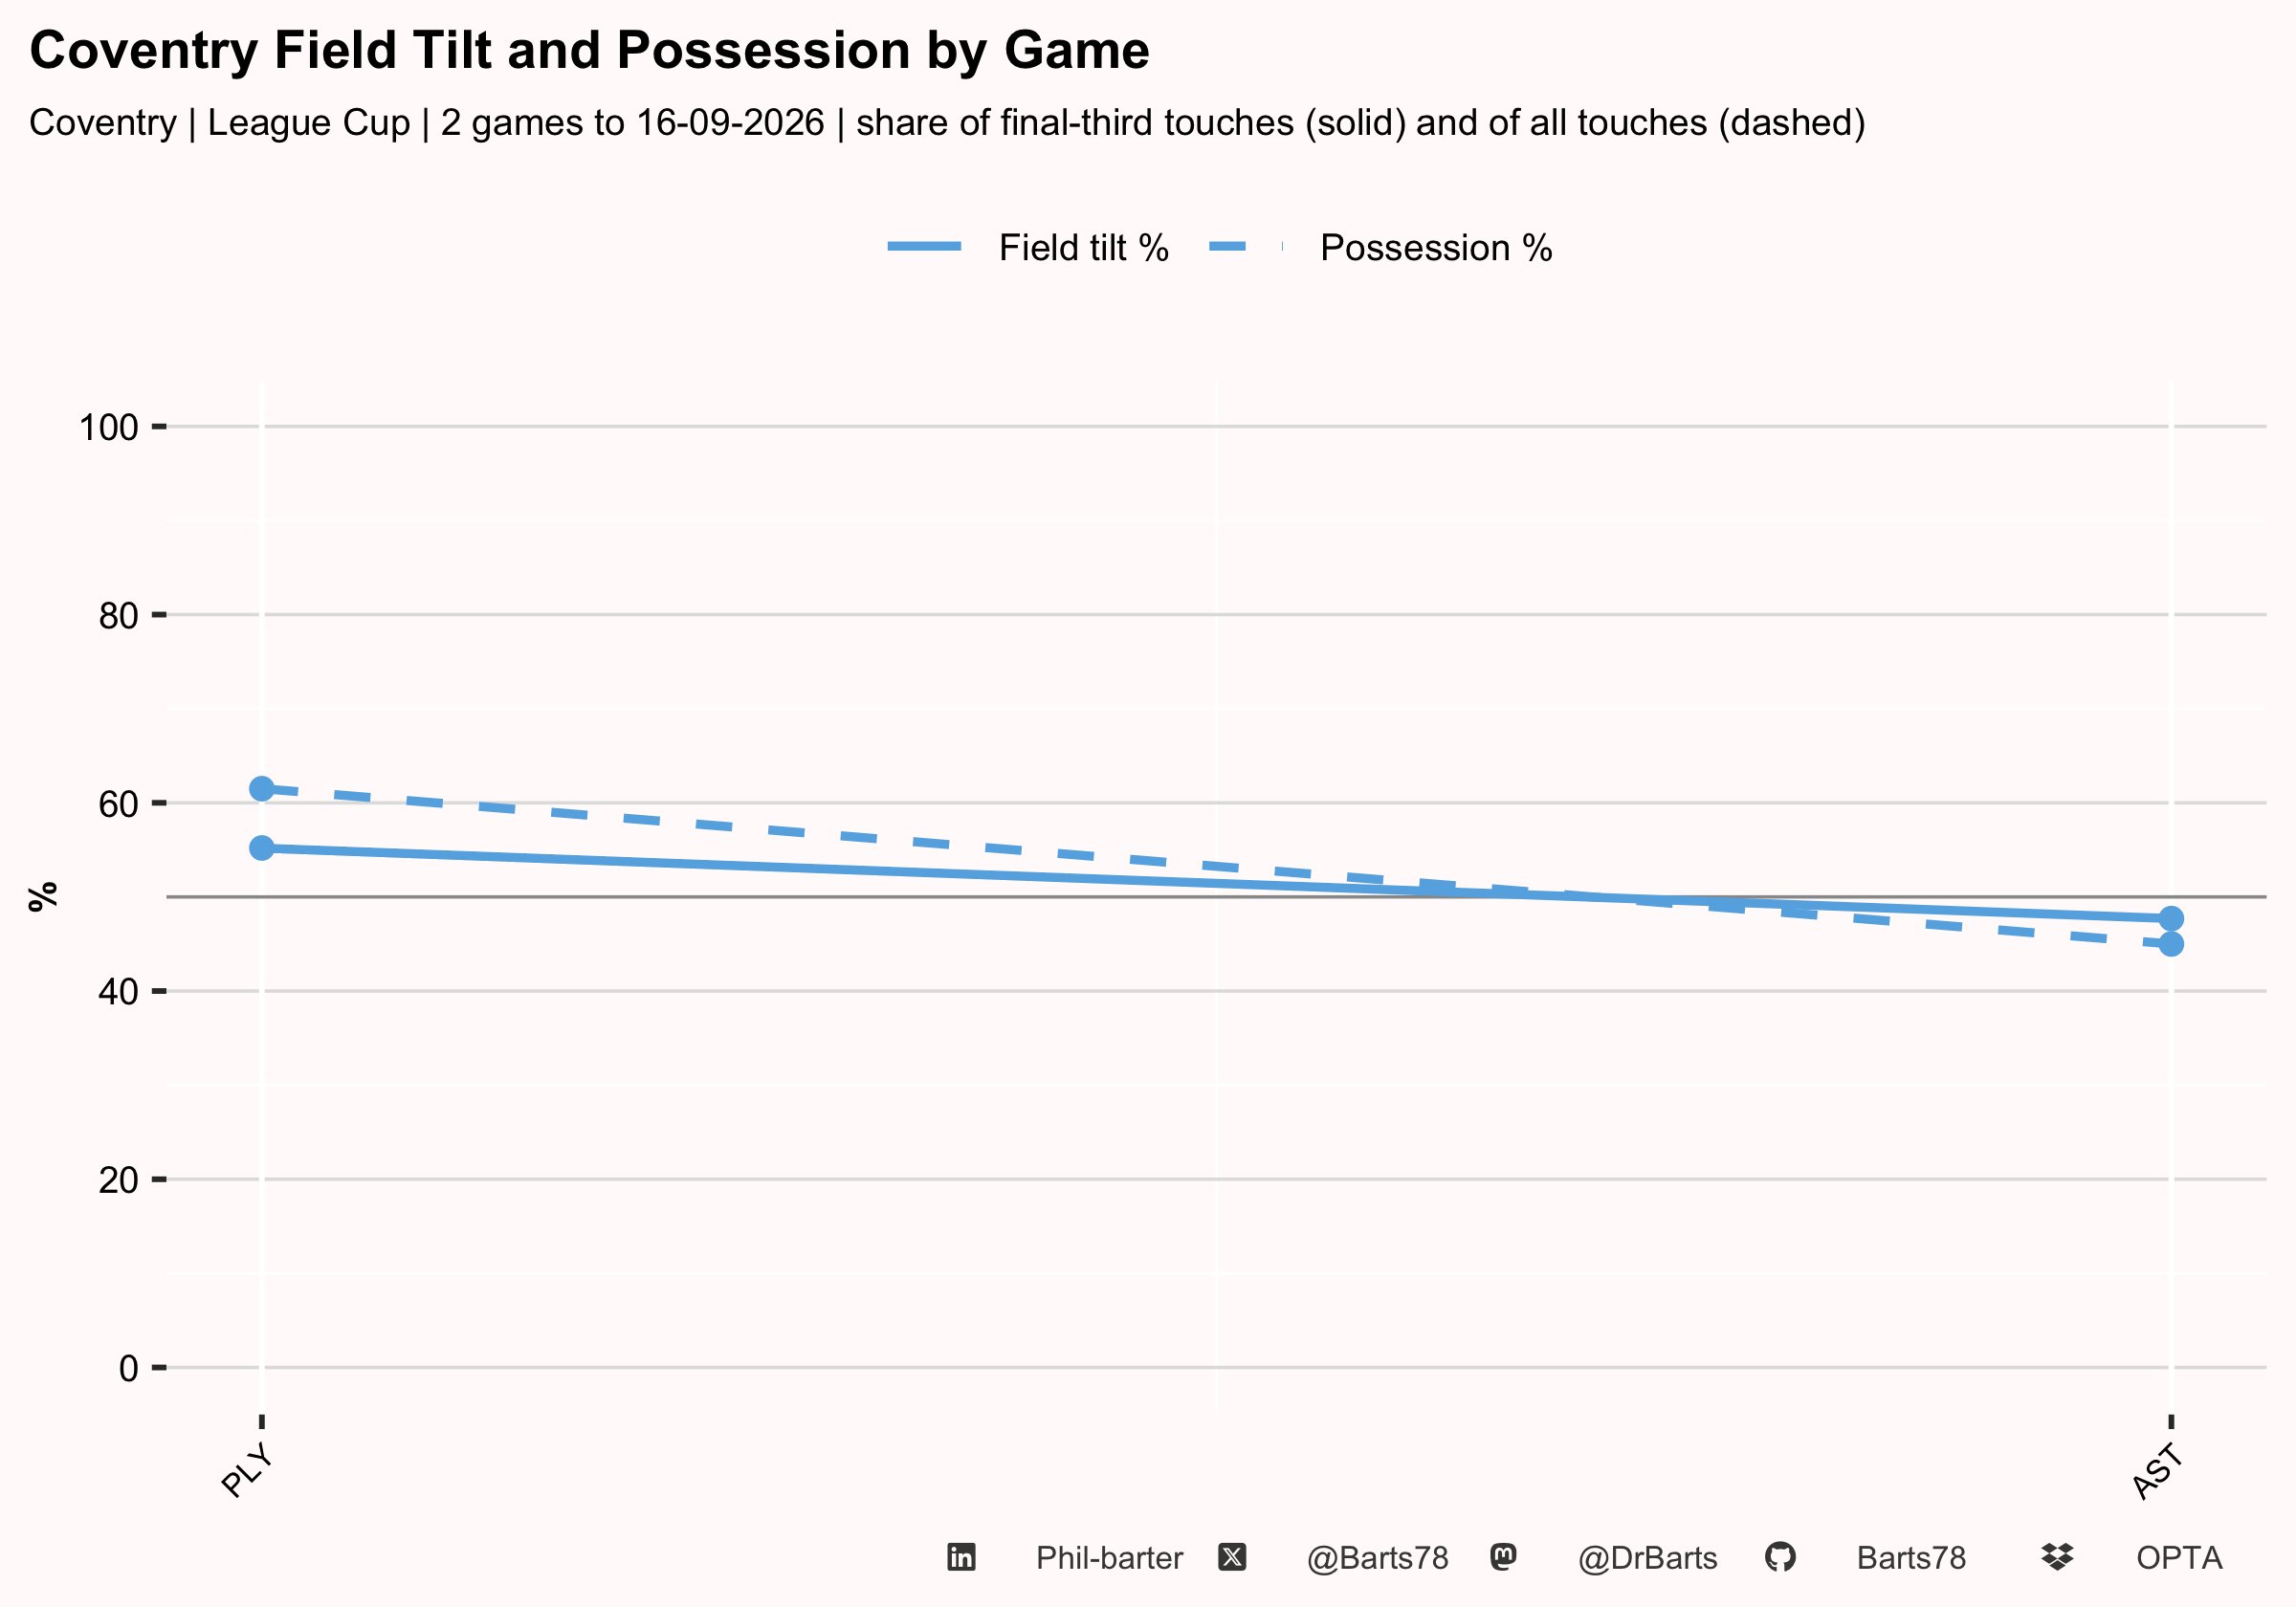 Coventry Field Tilt and Possession by Game
Coventry | League Cup | 2 games to 16-09-2026 | share of final-third touches (solid) and of all touches (dashed)
Field tilt % Possession %
100
80
60
%
40
20
0
PLY AST
Phil-barter @Barts78 @DrBarts Barts78 OPTA